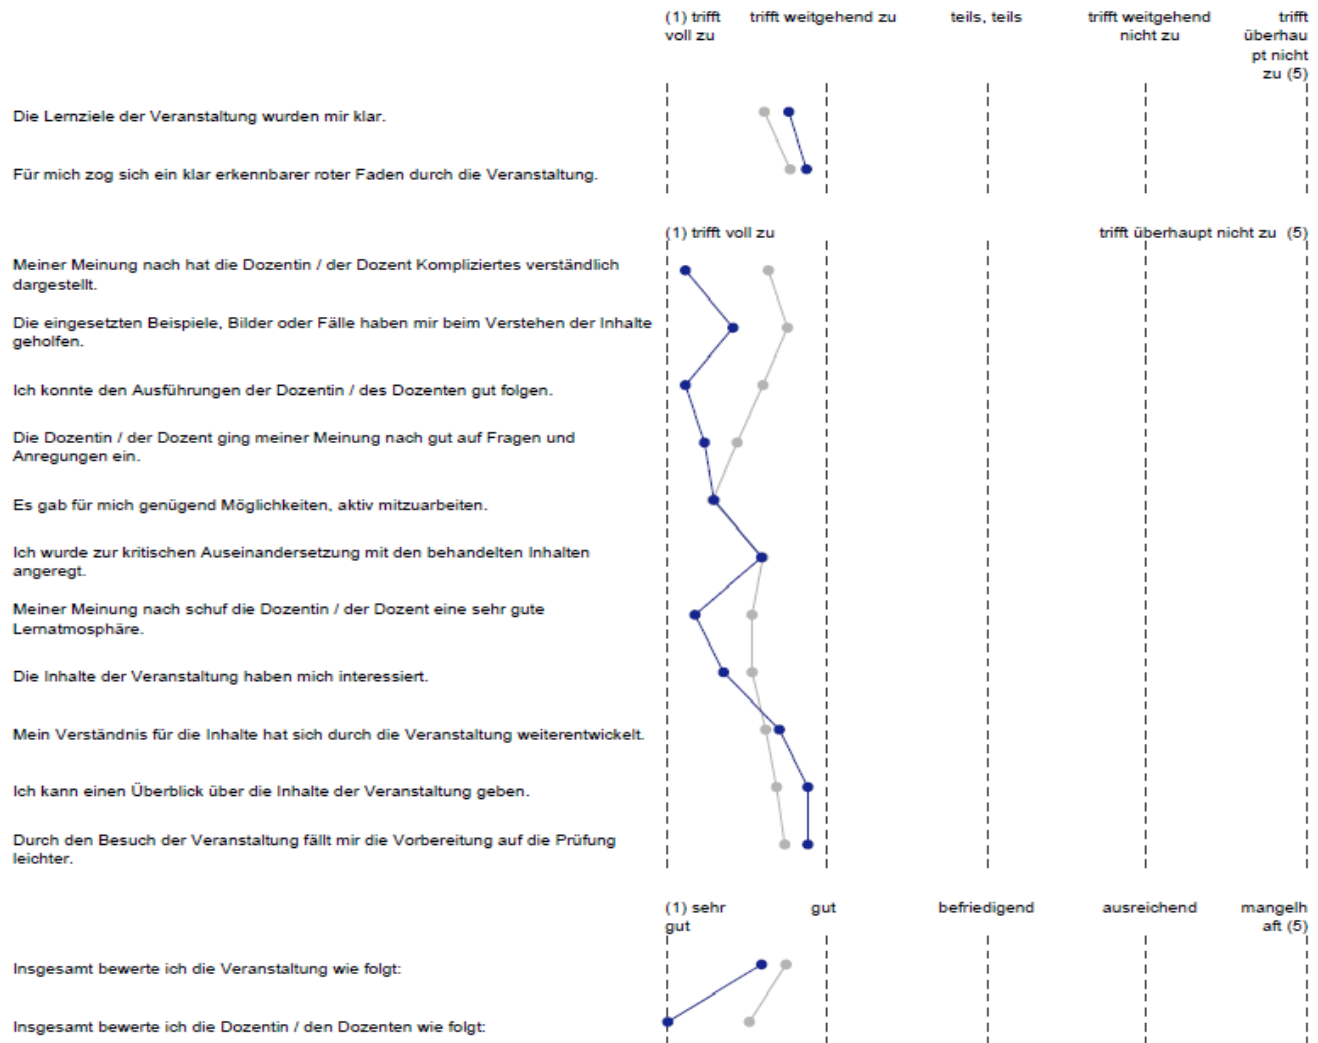 (1) trifft trifft weitgehend zu teils, teils trifft weitgehend trifft
voll zu nicht zu überhau
pt nicht
zu (5)
Die Lernziele der Veranstaltung wurden mir klar.
Für mich zog sich ein klar erkennbarer roter Faden durch die Veranstaltung.
(1) trifft voll zu trifft überhaupt nicht zu (5)
Meiner Meinung nach hat die Dozentin / der Dozent Kompliziertes verständlich
dargestellt.
Die eingesetzten Beispiele, Bilder oder Fälle haben mir beim Verstehen der Inhalte
geholfen.
Ich konnte den Ausführungen der Dozentin / des Dozenten gut folgen.
Die Dozentin / der Dozent ging meiner Meinung nach gut auf Fragen und
Anregungen ein.
Es gab für mich genügend Möglichkeiten, aktiv mitzuarbeiten.
Ich wurde zur kritischen Auseinandersetzung mit den behandelten Inhalten
angeregt.
Meiner Meinung nach schuf die Dozentin / der Dozent eine sehr gute
Lernatmosphäre.
Die Inhalte der Veranstaltung haben mich interessiert.
Mein Verständnis für die Inhalte hat sich durch die Veranstaltung weiterentwickelt.
Ich kann einen Überblick über die Inhalte der Veranstaltung geben.
Durch den Besuch der Veranstaltung fällt mir die Vorbereitung auf die Prüfung
leichter.
(1) sehr gut befriedigend ausreichend mangelh
gut aft (5)
Insgesamt bewerte ich die Veranstaltung wie folgt:
Insgesamt bewerte ich die Dozentin / den Dozenten wie folgt: